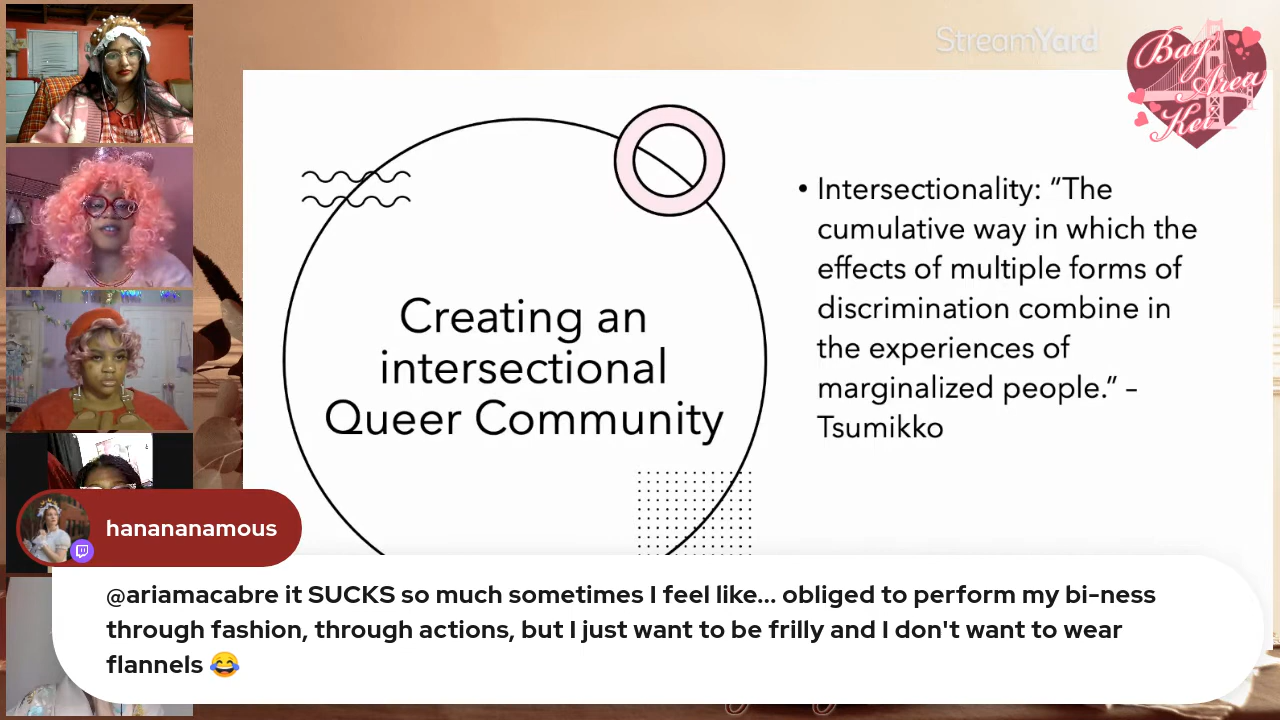 StreamYard
Bay
Area
Kei
Creating an
intersectional
Queer Community
• Intersectionality: “The
cumulative way in which the
effects of multiple forms of
discrimination combine in
the experiences of
marginalized people.” –
Tsumikko
hanananamous
@ariamacabre it SUCKS so much sometimes I feel like... obliged to perform my bi-ness
through fashion, through actions, but I just want to be frilly and I don't want to wear
flannels 😂